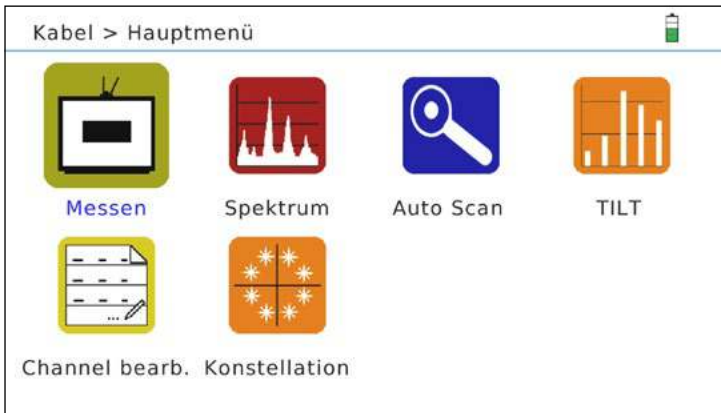 Kabel > Hauptmenü
Messen Spektrum Auto Scan TILT
Channel bearb. Konstellation